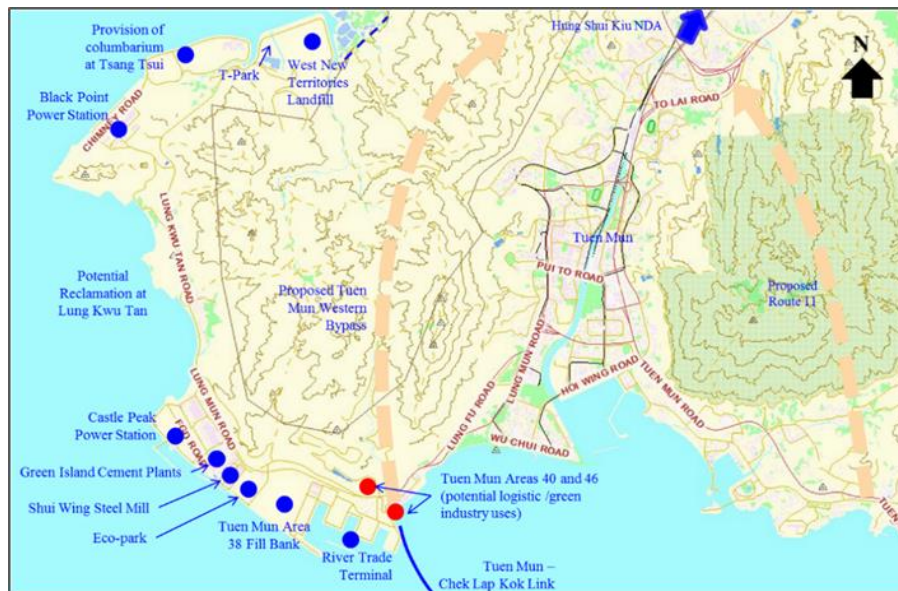 Provision of
columbarium
at Tsang Tsui
T-Park
West New
Territories
Landfill
Hung Shui Kiu NDA
N
Black Point
Power Station
CHIMNEY ROAD
TO LAI ROAD
LUNG KWU TAN ROAD
Tuen Mun
PUI TO ROAD
Potential
Reclamation at
Lung Kwu Tan
Proposed Tuen
Mun Western
Bypass
Proposed
Route 11
LUNG MUN ROAD
HOI WING ROAD
TUEN MUN ROAD
LUNG FU ROAD
WU CHUI ROAD
LUNG MUN ROAD
Castle Peak
Power Station
FGD ROAD
Green Island Cement Plants
Shui Wing Steel Mill
Eco-park
Tuen Mun Area
38 Fill Bank
River Trade
Terminal
Tuen Mun Areas 40 and 46
(potential logistic /green
industry uses)
TUEN
Tuen Mun –
Chek Lap Kok Link